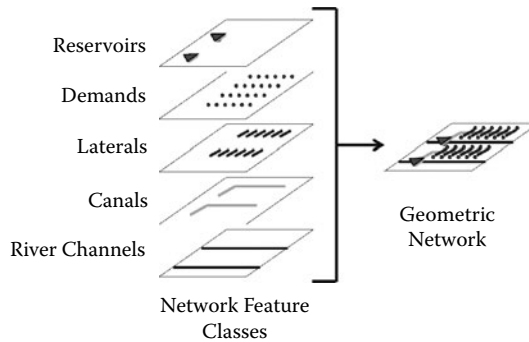 Reservoirs
Demands
Laterals
Canals
River Channels
Network Feature
Classes
Geometric
Network